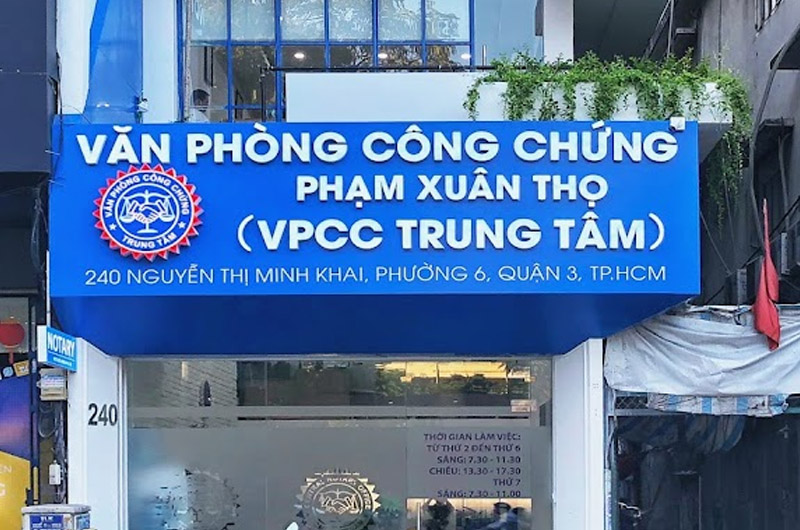 VĂN PHÒNG CÔNG CHỨNG
PHẠM XUÂN THỌ
(VPCC TRUNG TÂM)
VĂN PHÒNG CÔNG CHỨNG
TRUNG TÂM
240 NGUYỄN THỊ MINH KHAI, PHƯỜNG 6, QUẬN 3, TP.HCM
NOTARY
240
THỜI GIAN LÀM VIỆC:
TỪ THỨ 2 ĐẾN THỨ 6
SÁNG: 7.30 - 11.30
CHIỀU: 13.30 - 17.30
THỨ 7
SÁNG: 7.30 - 11.00
NOTARY OFFICE